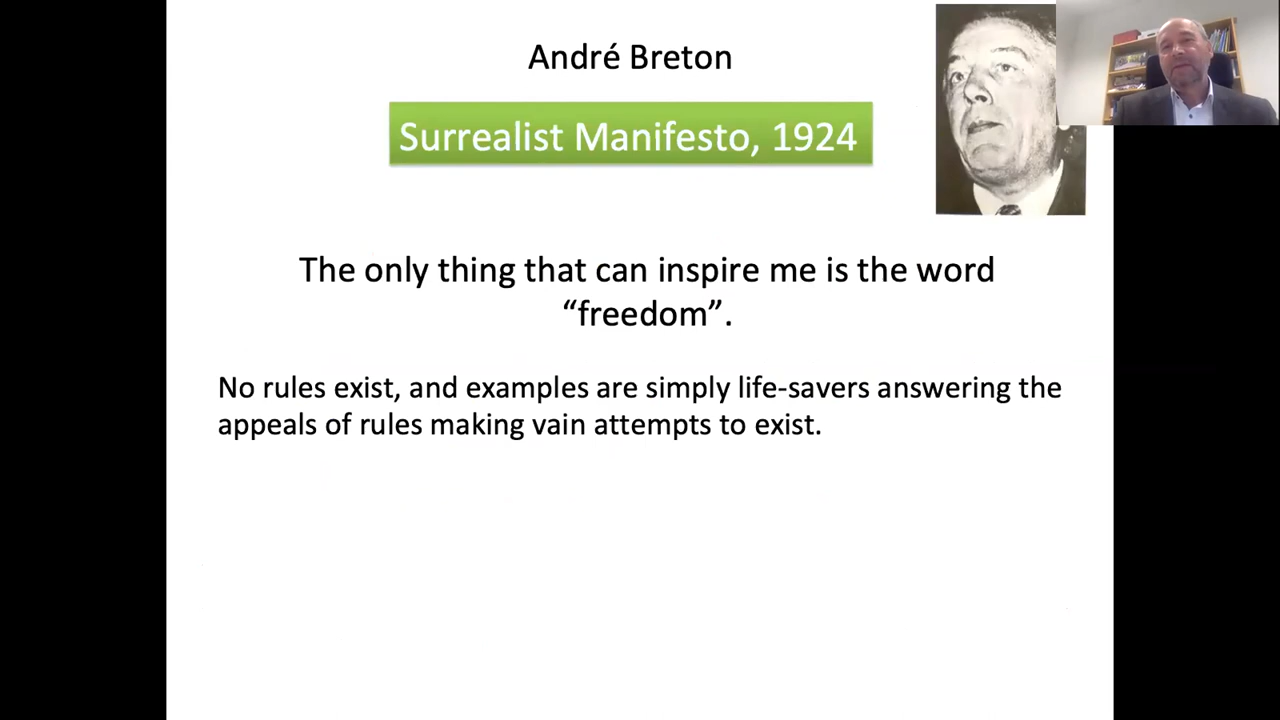 André Breton
Surrealist Manifesto, 1924
The only thing that can inspire me is the word
“freedom”.
No rules exist, and examples are simply life-savers answering the
appeals of rules making vain attempts to exist.